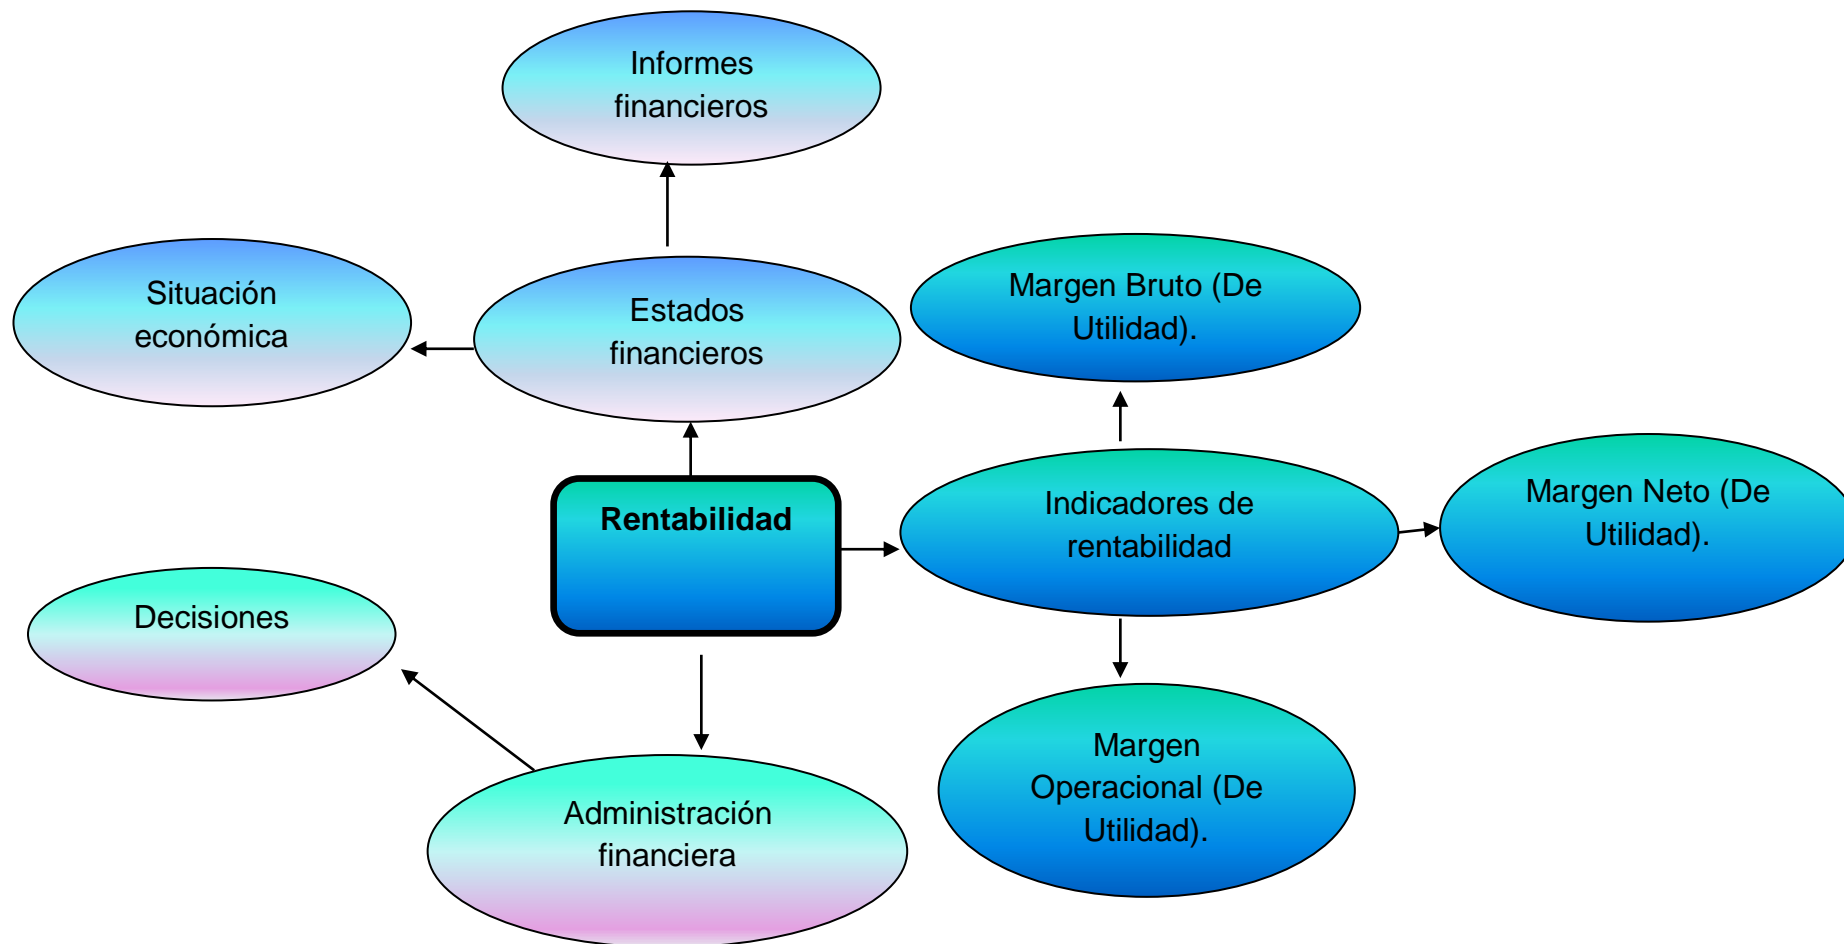 Informes
financieros
Situación
económica
Estados
financieros
Margen Bruto (De
Utilidad).
Rentabilidad
Indicadores de
rentabilidad
Margen Neto (De
Utilidad).
Decisiones
Margen
Operacional (De
Utilidad).
Administración
financiera